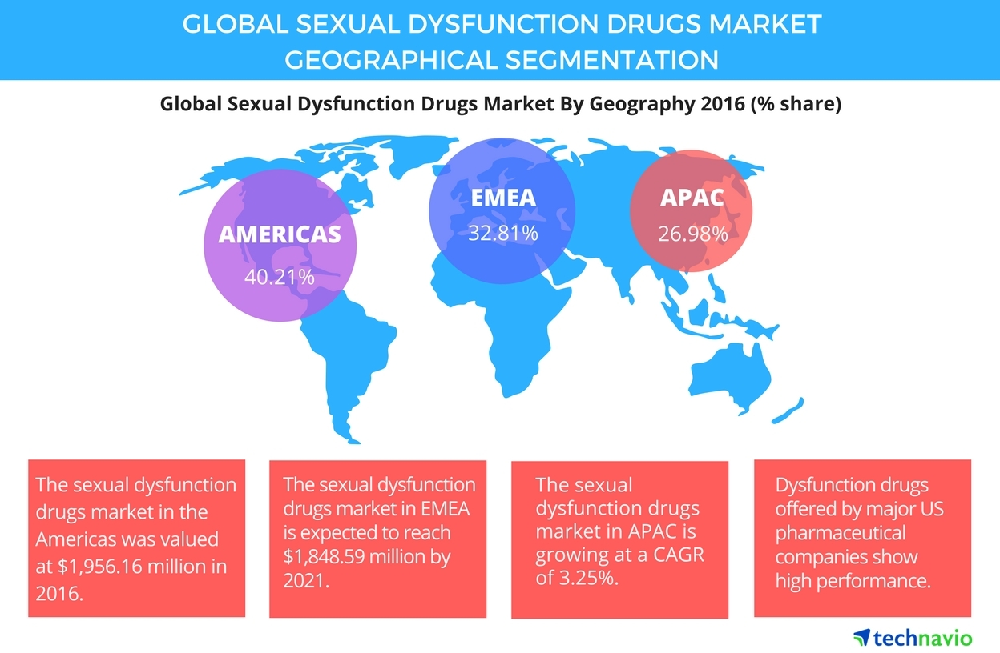 GLOBAL SEXUAL DYSFUNCTION DRUGS MARKET
GEOGRAPHICAL SEGMENTATION
Global Sexual Dysfunction Drugs Market By Geography 2016 (% share)
AMERICAS
40.21%
EMEA
32.81%
APAC
26.98%
The sexual dysfunction
drugs market in the
Americas was valued
at $1,956.16 million in
2016.
The sexual dysfunction
drugs market in EMEA
is expected to reach
$1,848.59 million by
2021.
The sexual
dysfunction drugs
market in APAC is
growing at a CAGR
of 3.25%.
Dysfunction drugs
offered by major US
pharmaceutical
companies show
high performance.
technavio